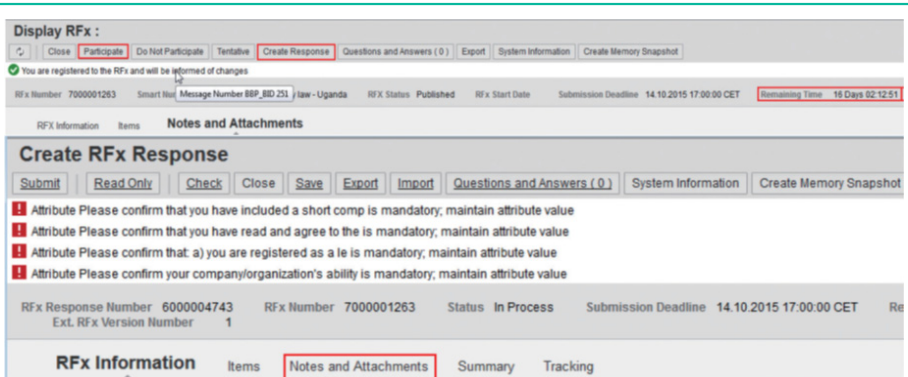 Display RFx :
Close Participate Do Not Participate Tentative Create Response Questions and Answers ( 0 ) Export System Information Create Memory Snapshot
You are registered to the RFx and will be informed of changes
RFx Number 7000001263 Smart Message Number BBP_BID 251 law - Uganda RFX Status Published RFx Start Date Submission Deadline 14.10.2015 17:00:00 CET Remaining Time 16 Days 02:12:51
RFX Information Items Notes and Attachments
Create RFx Response
Submit Read Only Check Close Save Export Import Questions and Answers ( 0 ) System Information Create Memory Snapshot
Attribute Please confirm that you have included a short comp is mandatory; maintain attribute value
Attribute Please confirm that you have read and agree to the is mandatory; maintain attribute value
Attribute Please confirm that: a) you are registered as a le is mandatory; maintain attribute value
Attribute Please confirm your company/organization's ability is mandatory; maintain attribute value
RFx Response Number 6000004743 RFx Number 7000001263 Status In Process Submission Deadline 14.10.2015 17:00:00 CET Re
Ext. RFx Version Number 1
RFx Information Items Notes and Attachments Summary Tracking